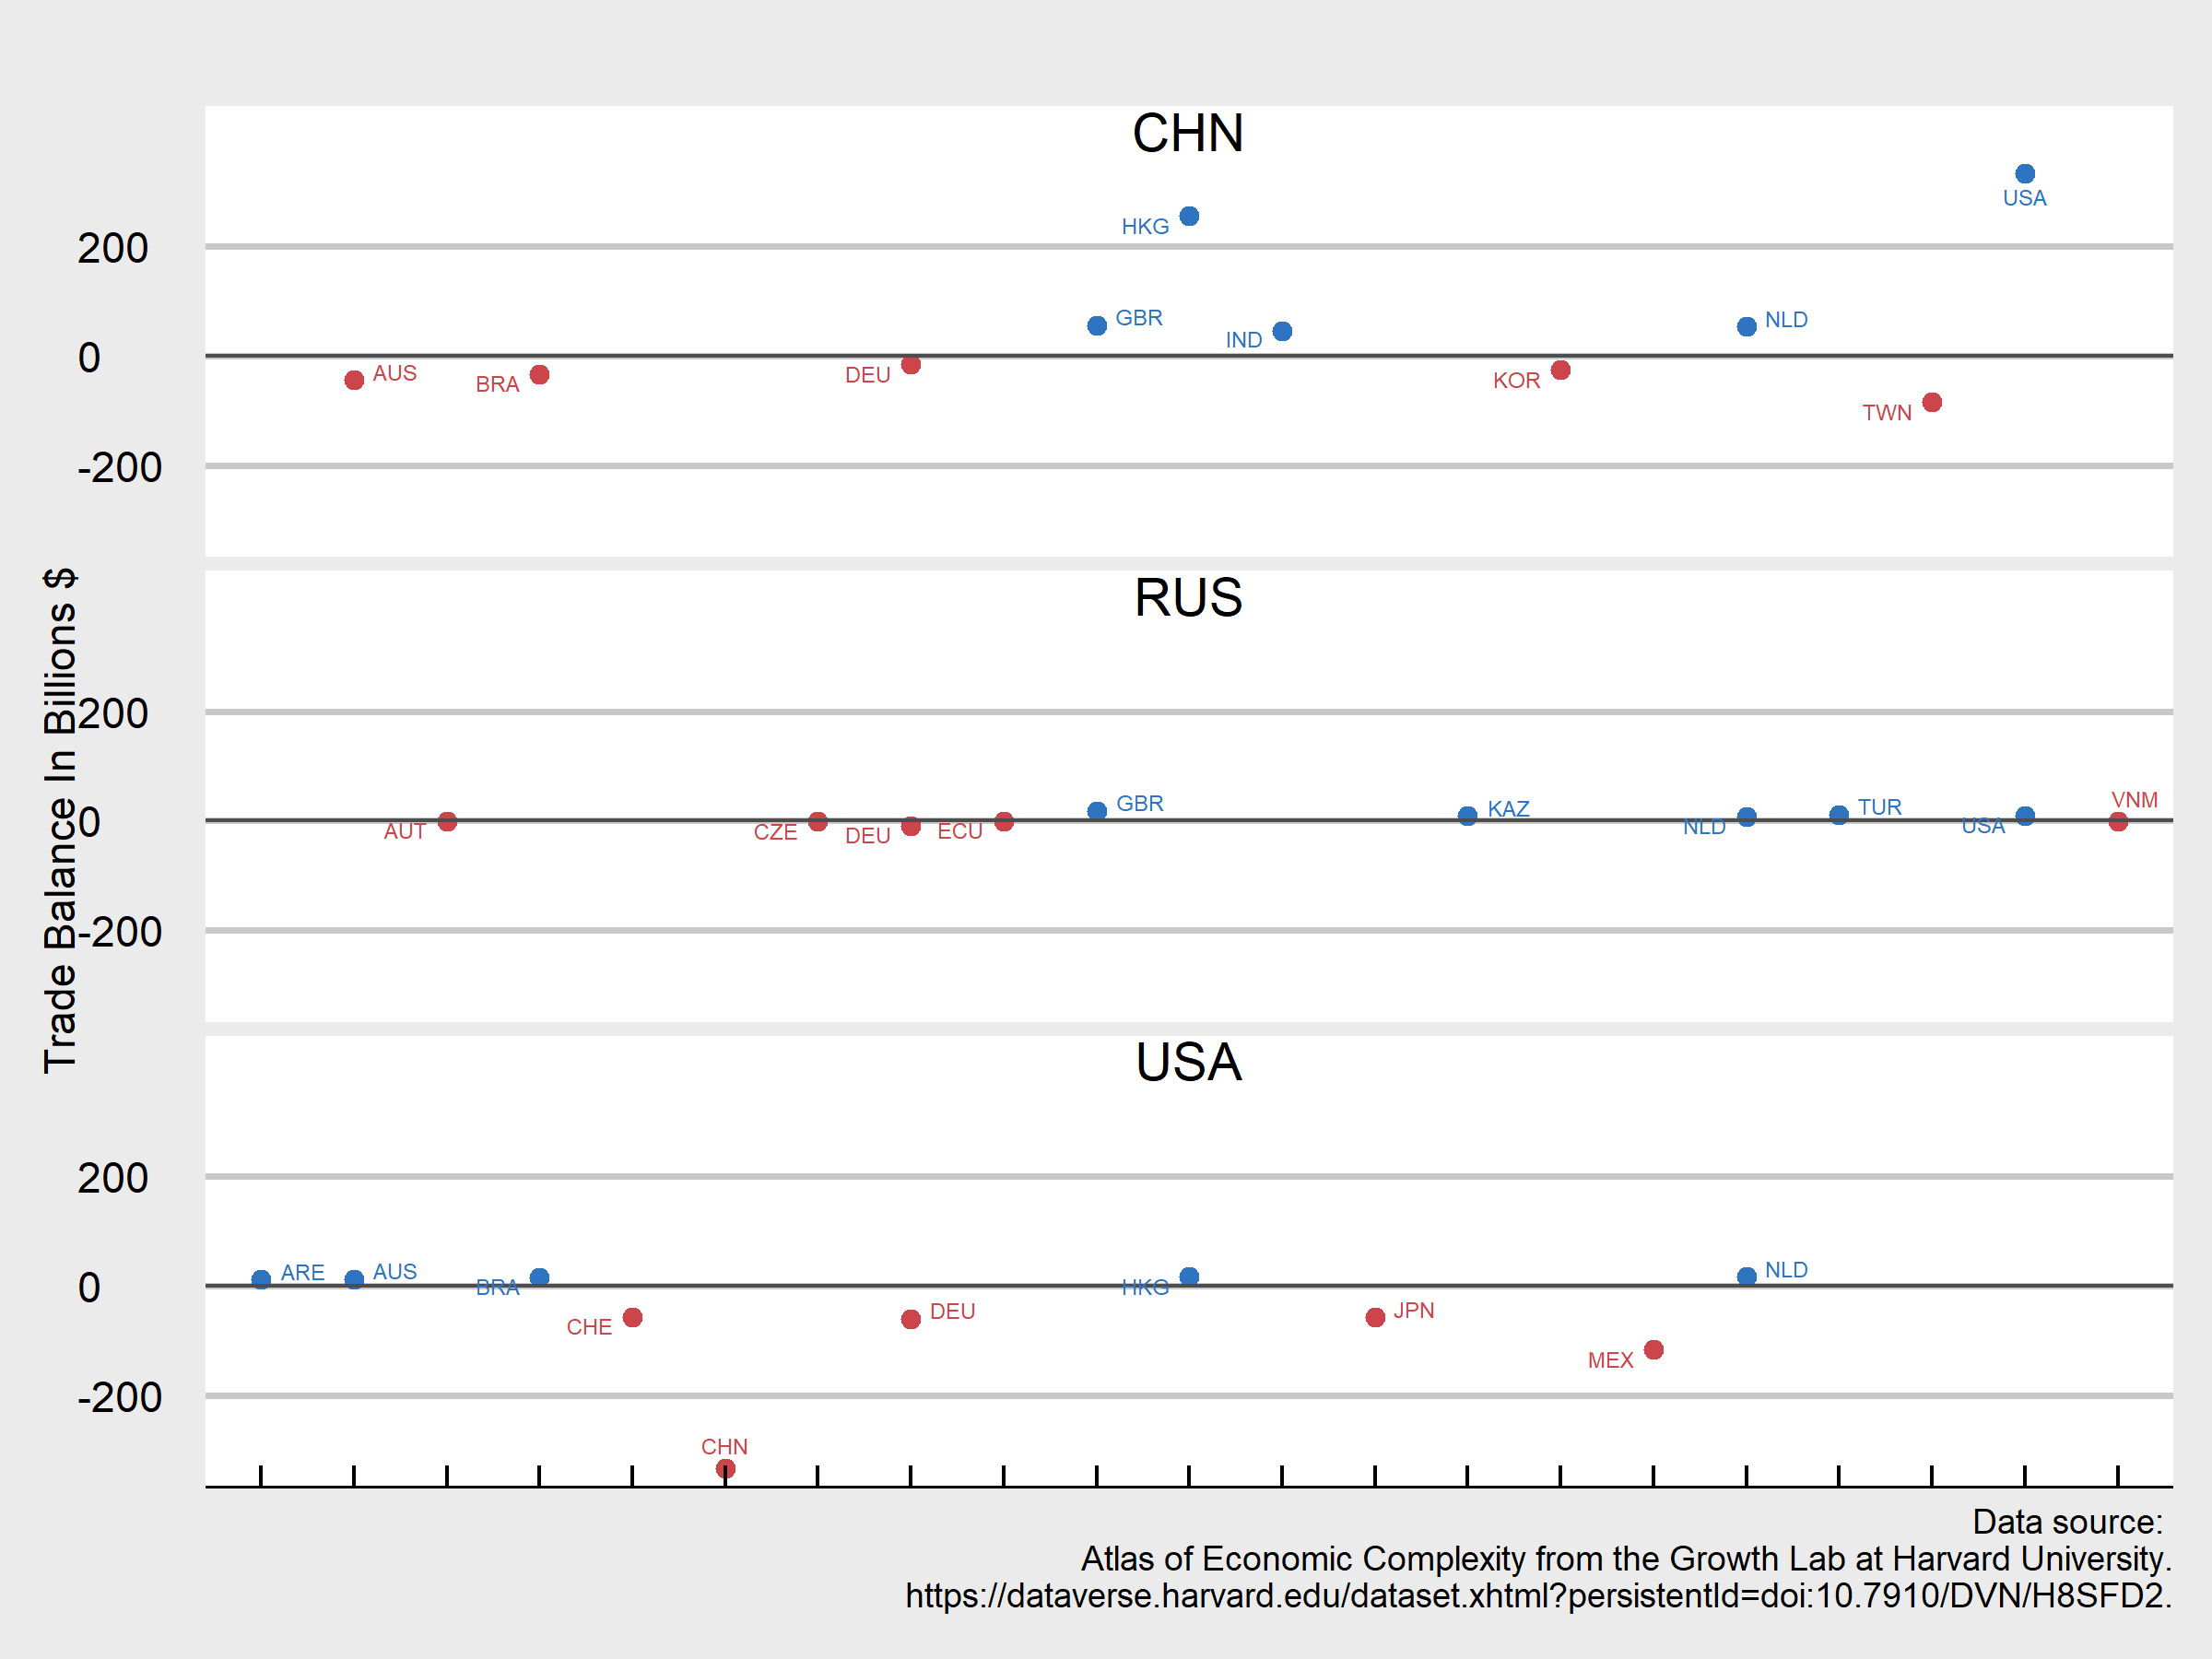 CHN
USA
HKG
200
GBR
NLD
IND
0
AUS
BRA
DEU
KOR
TWN
-200
Trade Balance In Billions $
RUS
200
GBR
KAZ
TUR
VNM
0
AUT
CZE
DEU
ECU
NLD
USA
-200
USA
200
ARE
AUS
BRA
HKG
NLD
0
CHE
DEU
JPN
MEX
-200
CHN
Data source:
Atlas of Economic Complexity from the Growth Lab at Harvard University.
https://dataverse.harvard.edu/dataset.xhtml?persistentId=doi:10.7910/DVN/H8SFD2.